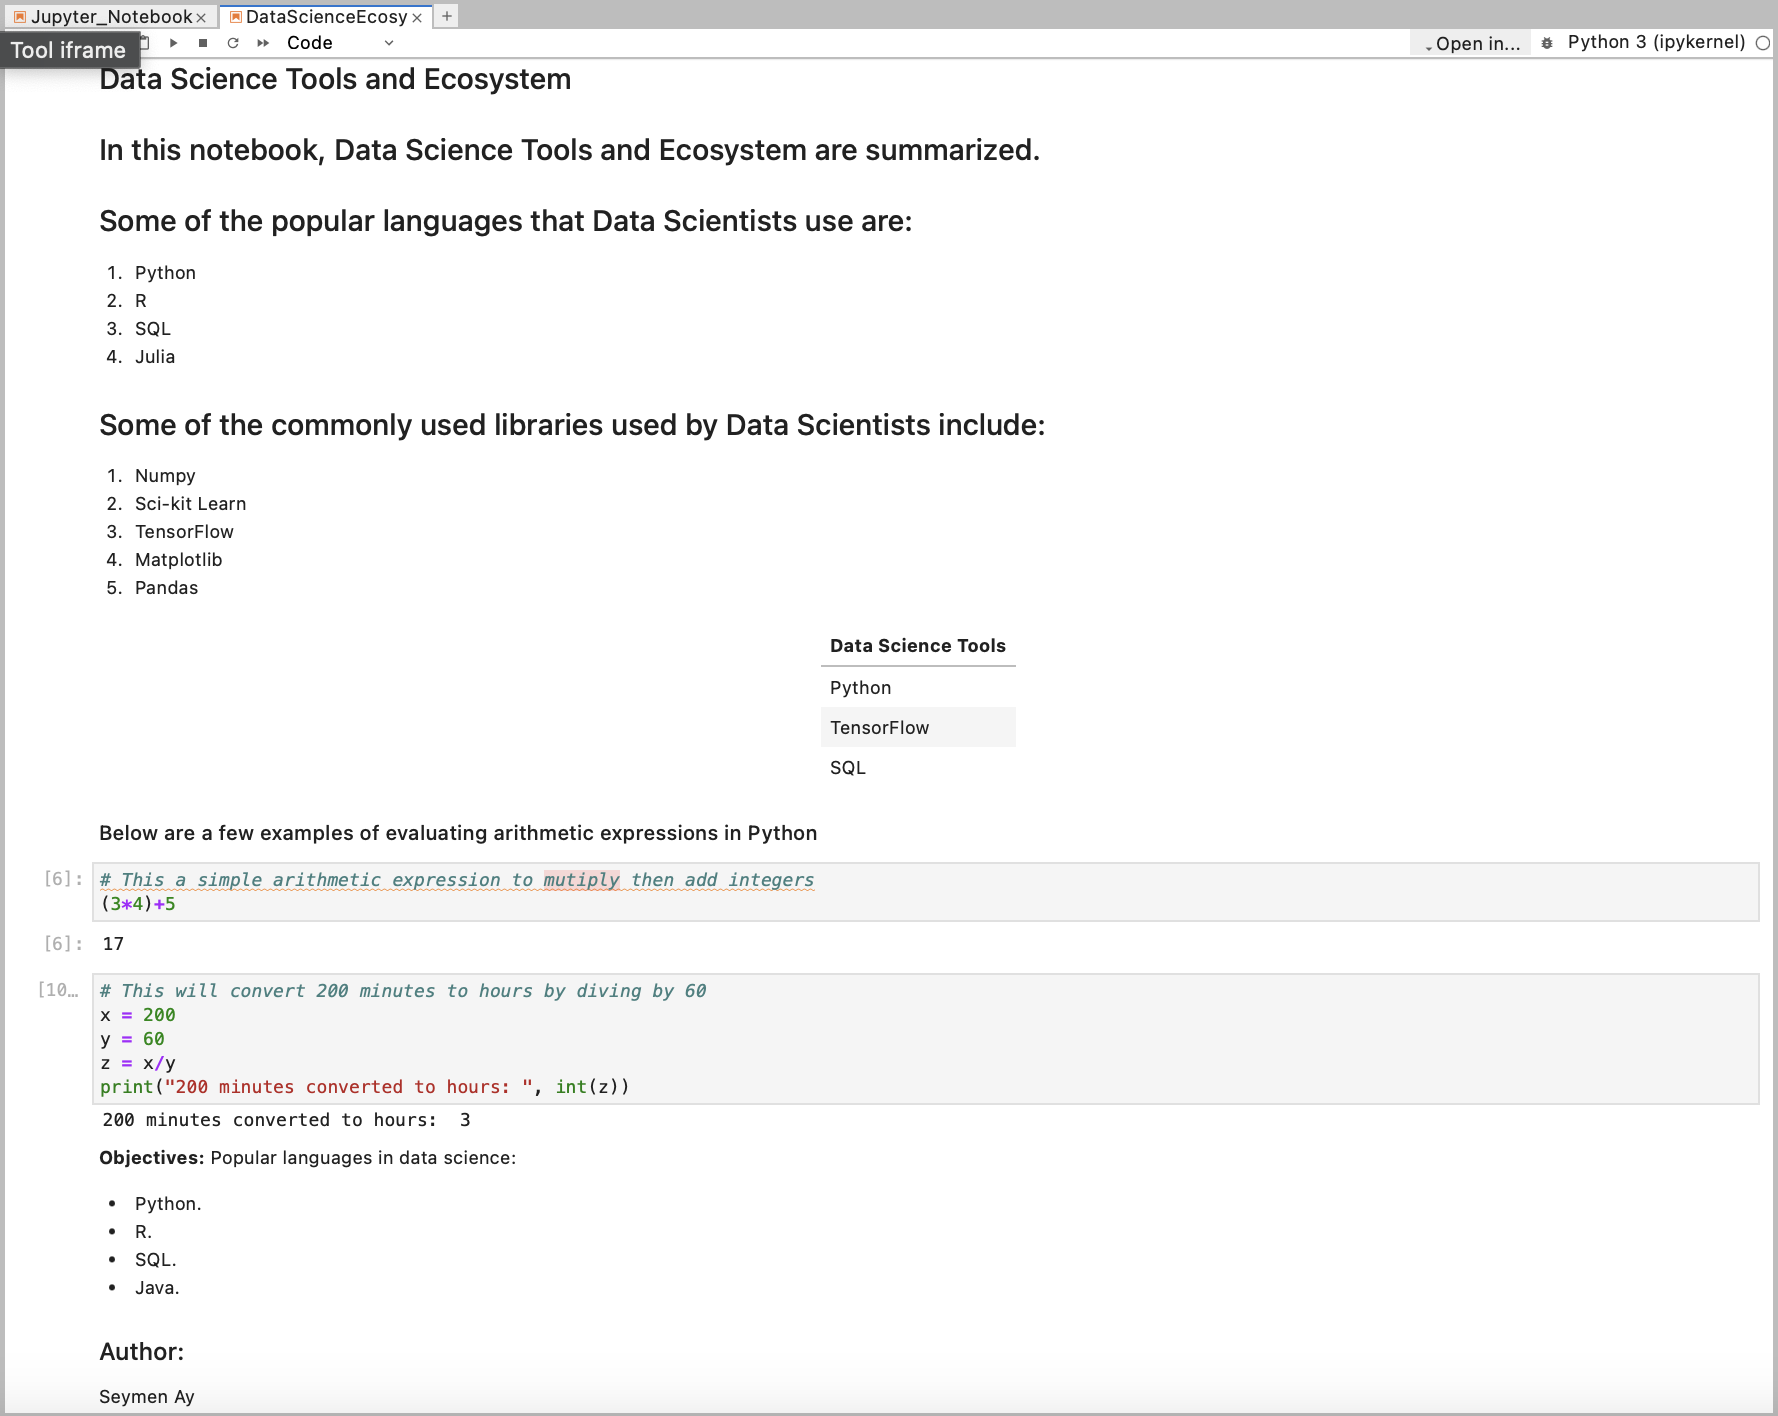 Jupyter_Notebook
DataScienceEcosy
Tool iframe
Code
Open in...
Python 3 (ipykernel)
Data Science Tools and Ecosystem
In this notebook, Data Science Tools and Ecosystem are summarized.
Some of the popular languages that Data Scientists use are:
1. Python
2. R
3. SQL
4. Julia
Some of the commonly used libraries used by Data Scientists include:
1. Numpy
2. Sci-kit Learn
3. TensorFlow
4. Matplotlib
5. Pandas
Data Science Tools
Python
TensorFlow
SQL
Below are a few examples of evaluating arithmetic expressions in Python
[6]: # This a simple arithmetic expression to mutiply then add integers
(3*4)+5
[6]: 17
[10… # This will convert 200 minutes to hours by diving by 60
x = 200
y = 60
z = x/y
print("200 minutes converted to hours: ", int(z))
200 minutes converted to hours:  3
Objectives: Popular languages in data science:
• Python.
• R.
• SQL.
• Java.
Author:
Seymen Ay